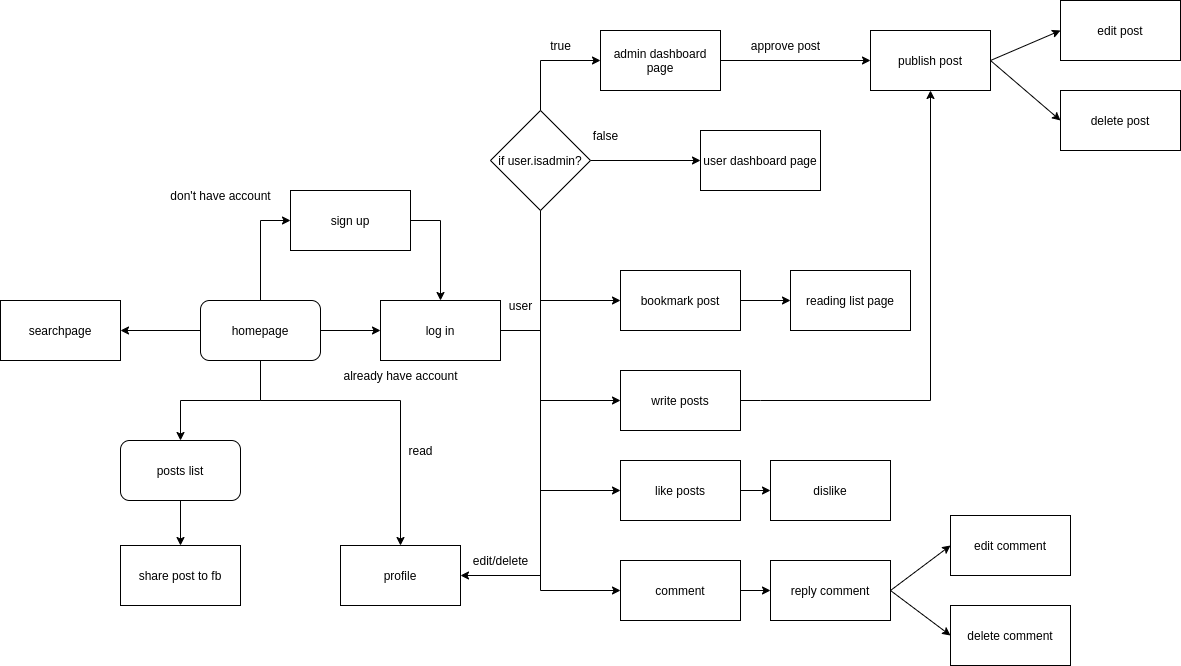 edit post
true
admin dashboard
page
approve post
publish post
delete post
false
if user.isadmin?
user dashboard page
don't have account
sign up
searchpage
homepage
log in
user
bookmark post
reading list page
already have account
write posts
read
posts list
like posts
dislike
share post to fb
profile
edit/delete
comment
reply comment
edit comment
delete comment